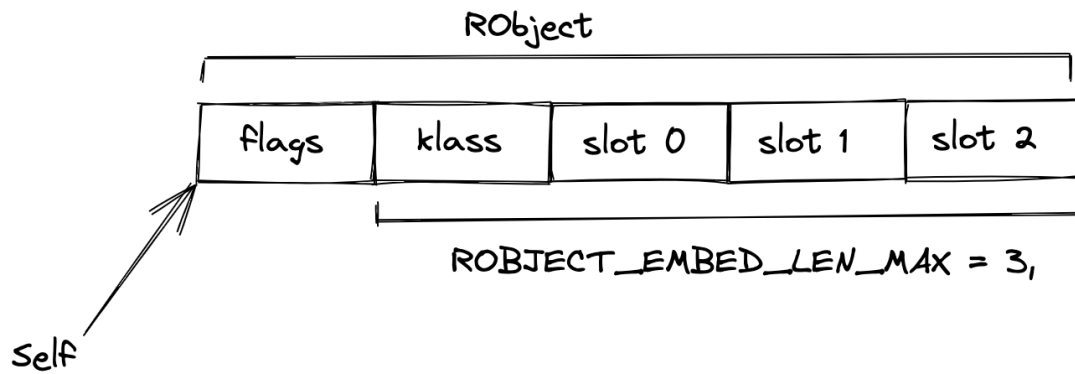 RObject
flags klass slot 0 slot 1 slot 2
ROBJECT_EMBED_LEN_MAX = 3,
self